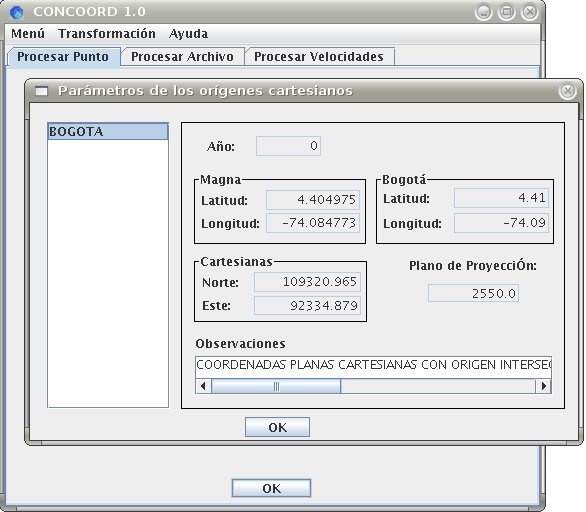 CONCOORD 1.0
Menú Transformación Ayuda
Procesar Punto Procesar Archivo Procesar Velocidades
Parámetros de los orígenes cartesianos
BOGOTA
Año: 0
Magna
Latitud: 4.404975
Longitud: -74.084773
Bogotá
Latitud: 4.41
Longitud: -74.09
Cartesianas
Norte: 109320.965
Este: 92334.879
Plano de ProyecciÓn:
2550.0
Observaciones
COORDENADAS PLANAS CARTESIANAS CON ORIGEN INTERSEC
OK
OK